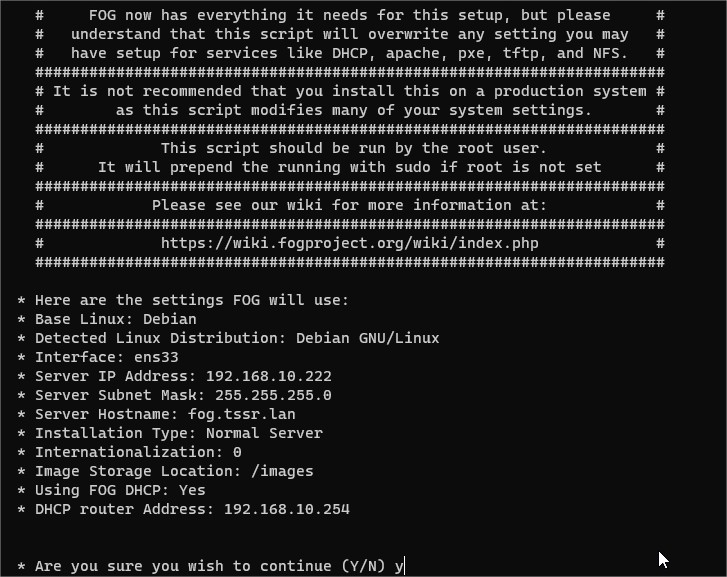 # FOG now has everything it needs for this setup, but please #
# understand that this script will overwrite any setting you may #
# have setup for services like DHCP, apache, pxe, tftp, and NFS. #
######################################################################
# It is not recommended that you install this on a production system #
# as this script modifies many of your system settings. #
######################################################################
# This script should be run by the root user. #
# It will prepend the running with sudo if root is not set #
######################################################################
# Please see our wiki for more information at: #
######################################################################
# https://wiki.fogproject.org/wiki/index.php #
######################################################################
* Here are the settings FOG will use:
* Base Linux: Debian
* Detected Linux Distribution: Debian GNU/Linux
* Interface: ens33
* Server IP Address: 192.168.10.222
* Server Subnet Mask: 255.255.255.0
* Server Hostname: fog.tssr.lan
* Installation Type: Normal Server
* Internationalization: 0
* Image Storage Location: /images
* Using FOG DHCP: Yes
* DHCP router Address: 192.168.10.254
* Are you sure you wish to continue (Y/N) y